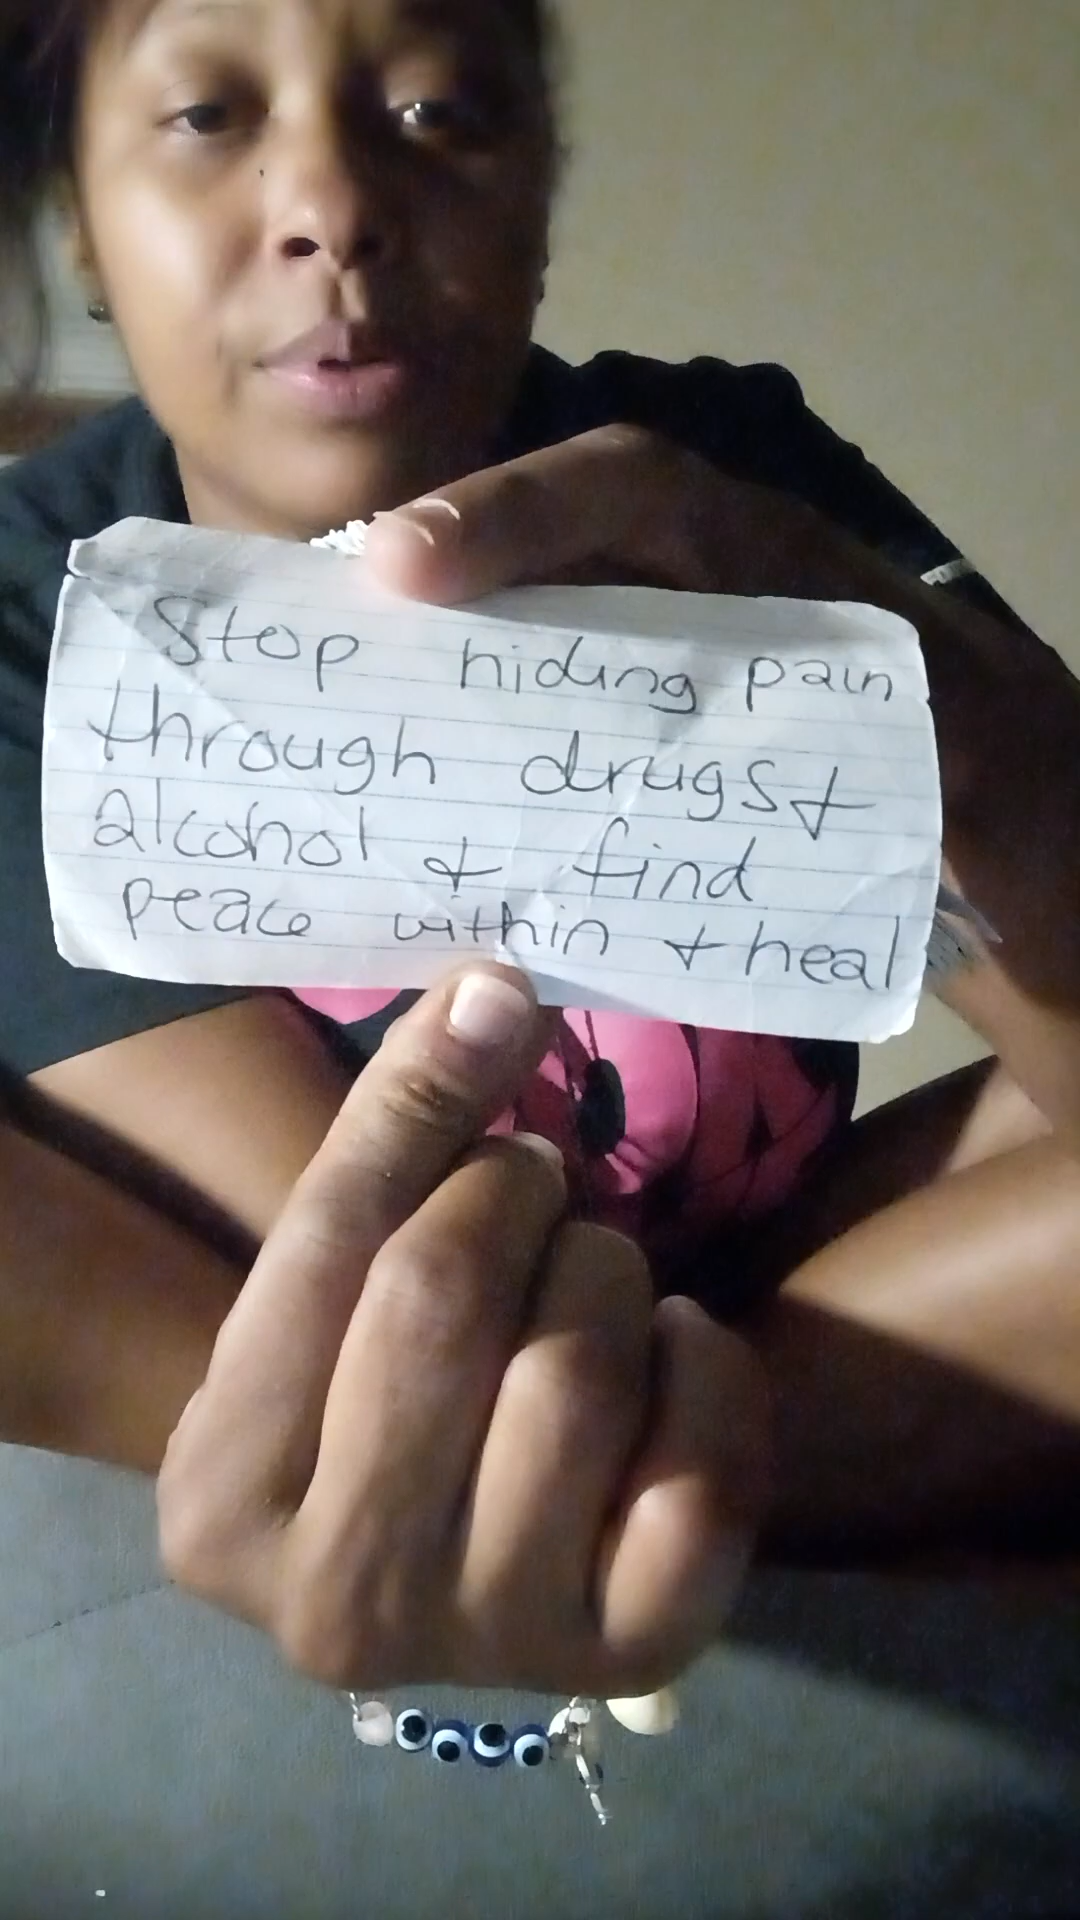 Stop hiding pain
through drugs +
alcohol + find
peace within + heal